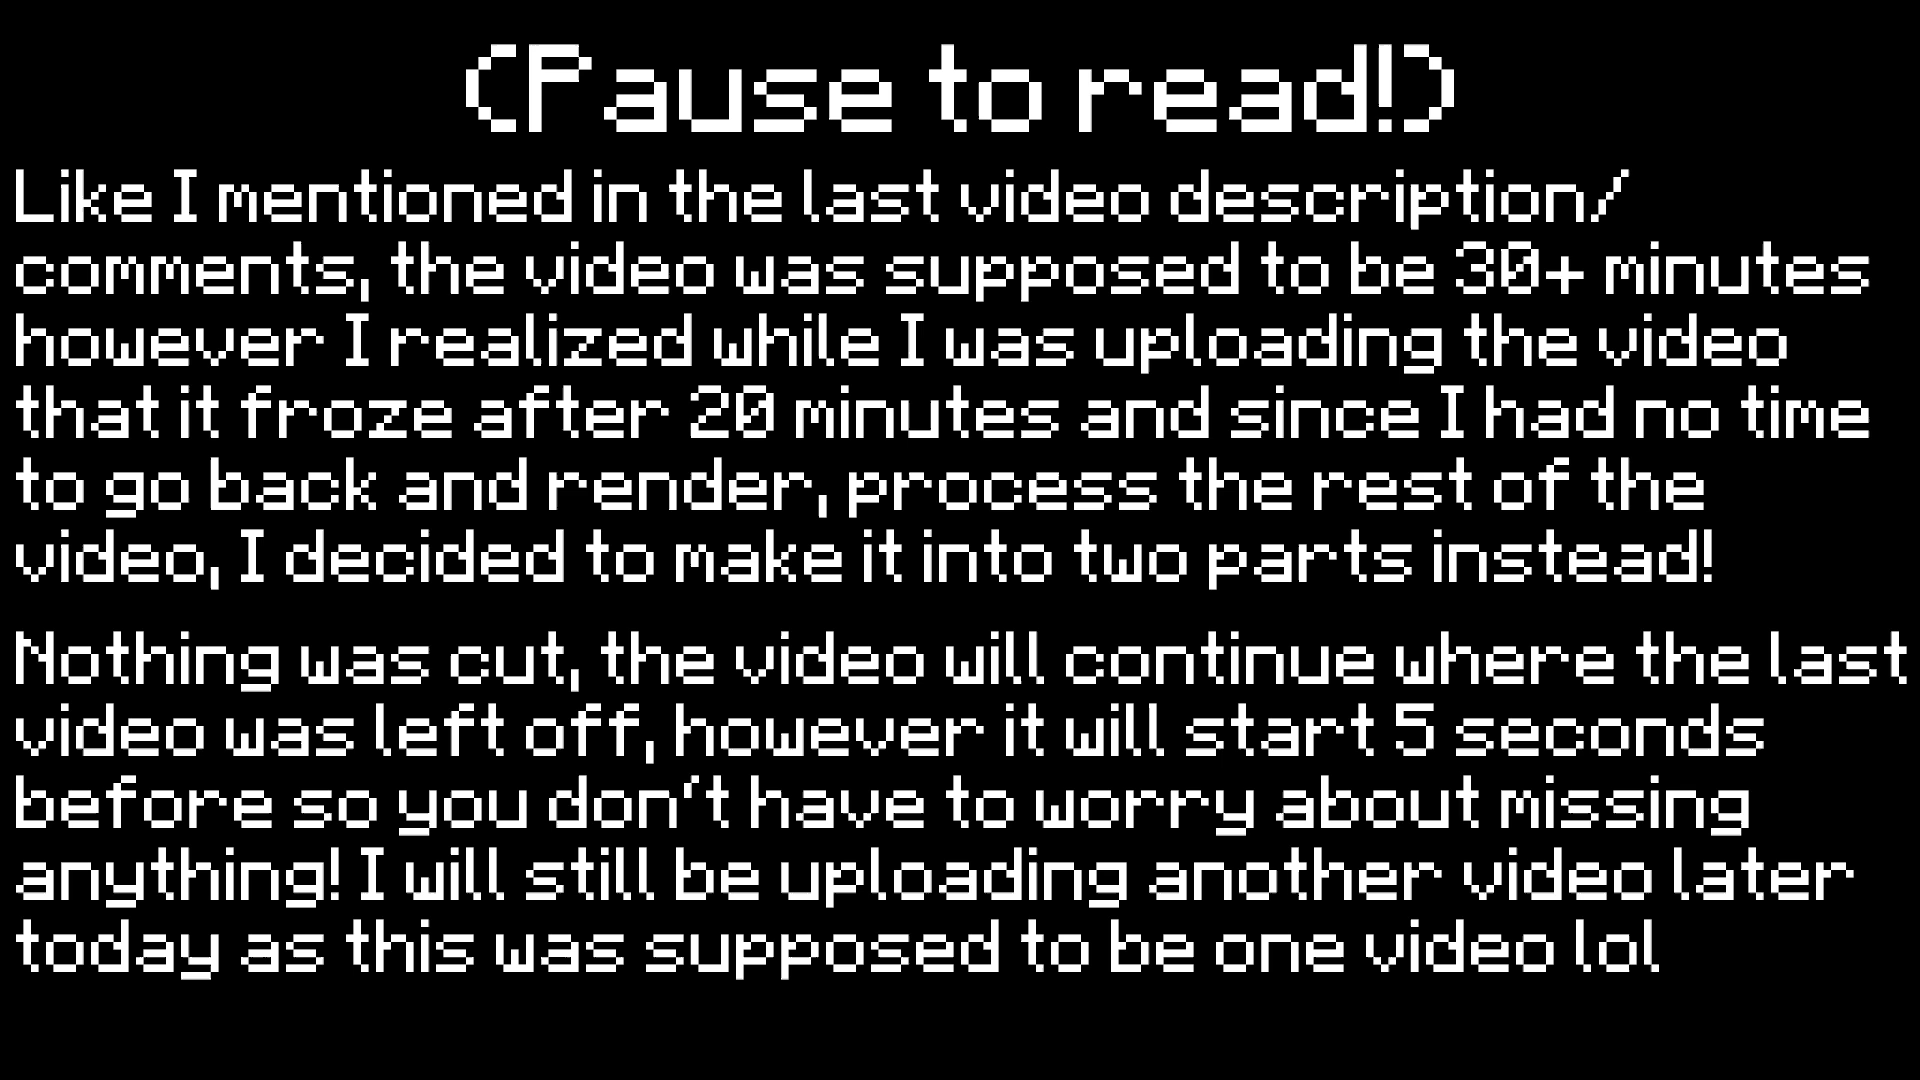 (Pause to read!)
Like I mentioned in the last video description/
comments, the video was supposed to be 30+ minutes
however I realized while I was uploading the video
that it froze after 20 minutes and since I had no time
to go back and render, process the rest of the
video, I decided to make it into two parts instead!
Nothing was cut, the video will continue where the last
video was left off, however it will start 5 seconds
before so you don't have to worry about missing
anything! I will still be uploading another video later
today as this was supposed to be one video lol